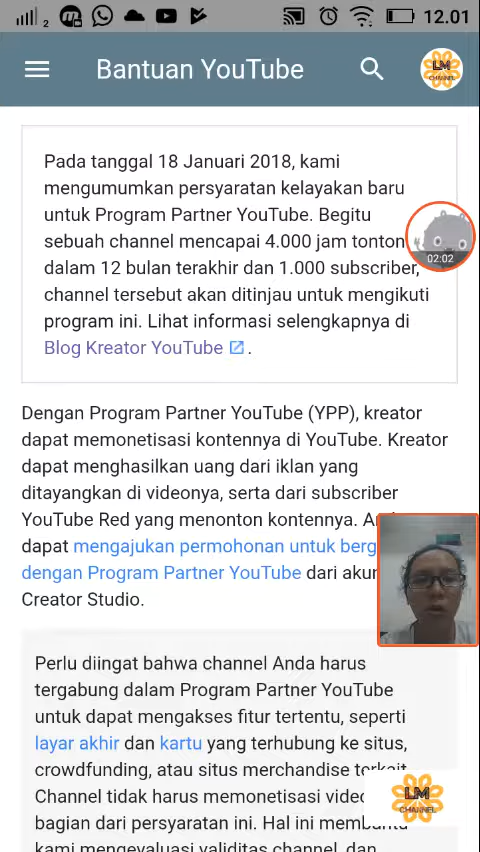 2
12.01
Bantuan YouTube
LM
CHANNEL
Pada tanggal 18 Januari 2018, kami
mengumumkan persyaratan kelayakan baru
untuk Program Partner YouTube. Begitu
sebuah channel mencapai 4.000 jam tonton
02:02
dalam 12 bulan terakhir dan 1.000 subscriber,
channel tersebut akan ditinjau untuk mengikuti
program ini. Lihat informasi selengkapnya di
Blog Kreator YouTube .
Dengan Program Partner YouTube (YPP), kreator
dapat memonetisasi kontennya di YouTube. Kreator
dapat menghasilkan uang dari iklan yang
ditayangkan di videonya, serta dari subscriber
YouTube Red yang menonton kontennya.
dapat mengajukan permohonan untuk
dengan Program Partner YouTube dari
Creator Studio.
Perlu diingat bahwa channel Anda harus
tergabung dalam Program Partner YouTube
untuk dapat mengakses fitur tertentu, seperti
layar akhir dan kartu yang terhubung ke situs,
crowdfunding, atau situs merchandise terkait.
Channel tidak harus memonetisasi
bagian dari persyaratan ini. Hal ini membantu
LM
CHANNEL
kami mengevaluasi validitas channel, dan